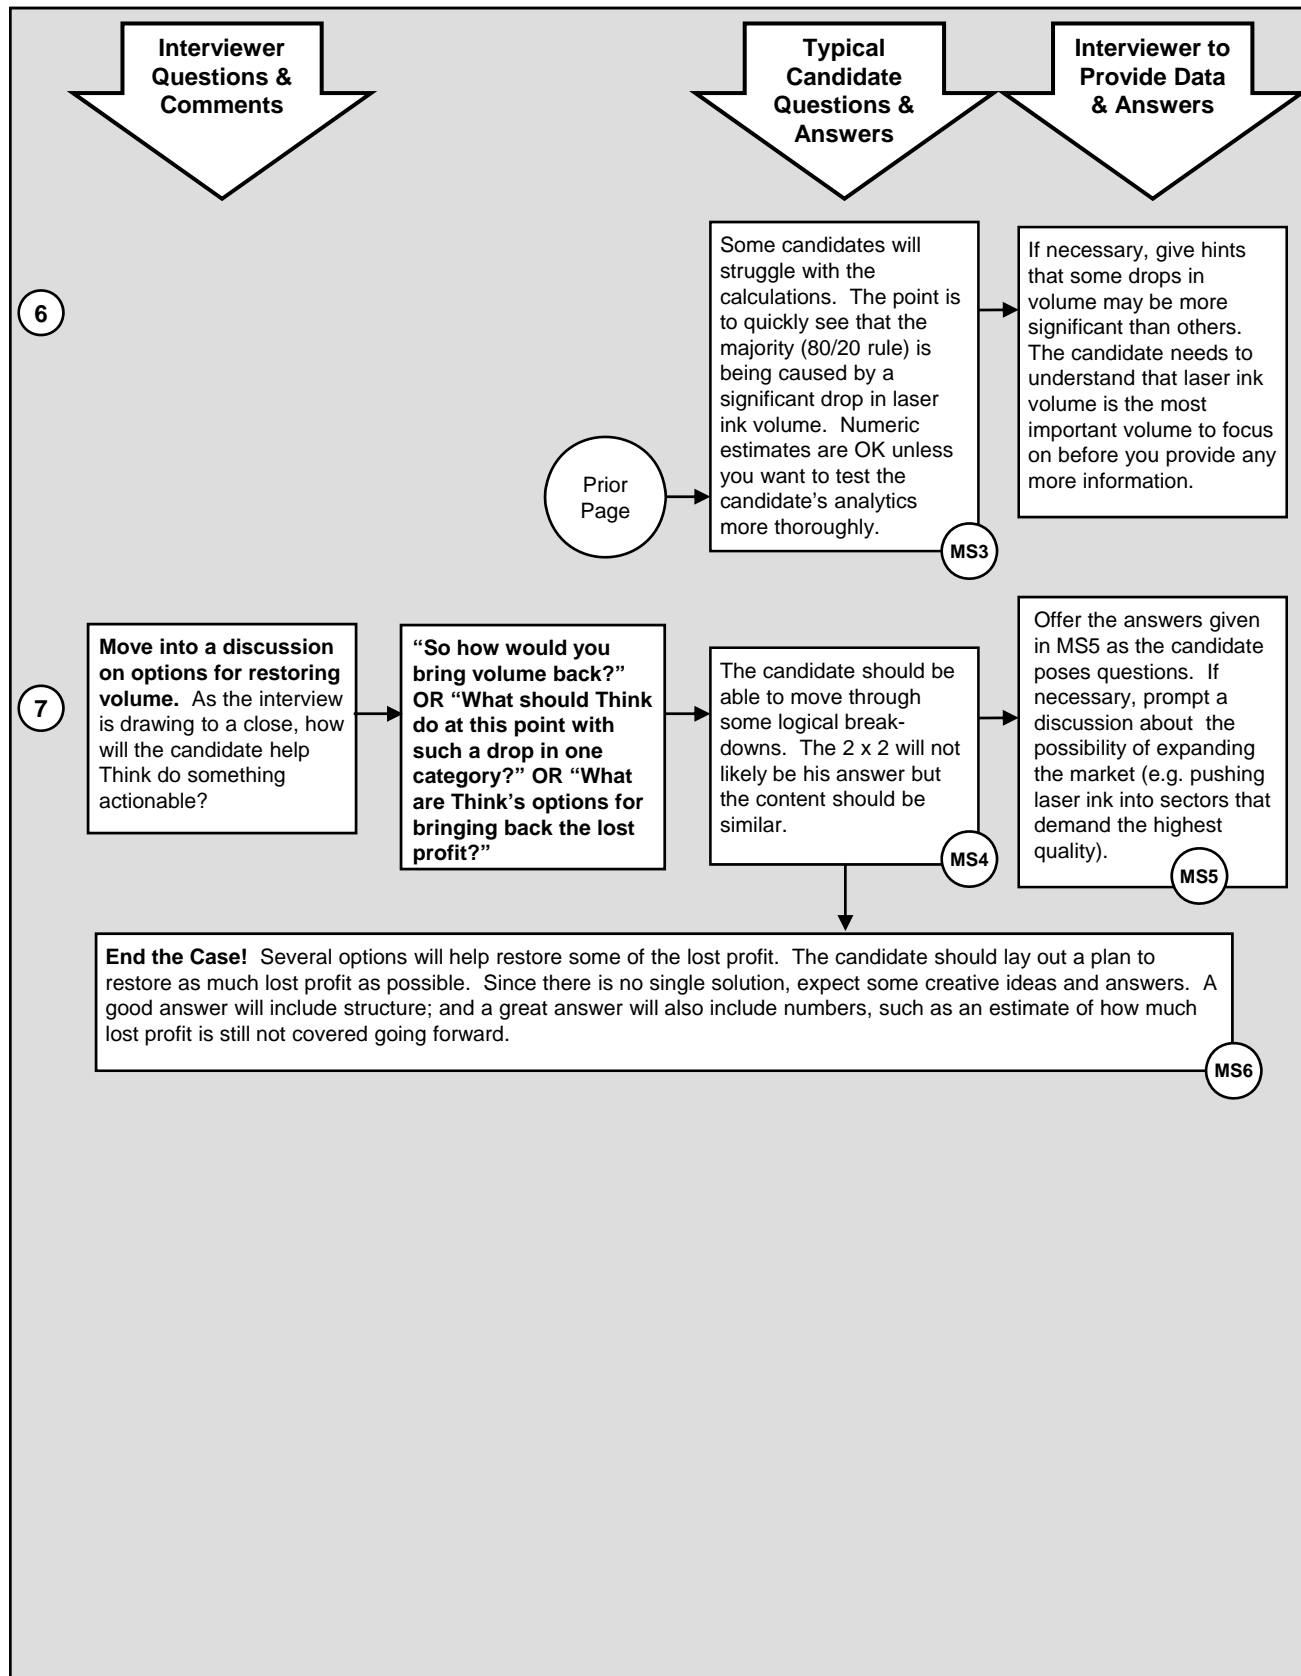 Interviewer
Questions &
Comments
Typical
Candidate
Questions &
Answers
Interviewer to
Provide Data
& Answers
6
Prior
Page
Some candidates will
struggle with the
calculations. The point is
to quickly see that the
majority (80/20 rule) is
being caused by a
significant drop in laser
ink volume. Numeric
estimates are OK unless
you want to test the
candidate's analytics
more thoroughly.
MS3
If necessary, give hints
that some drops in
volume may be more
significant than others.
The candidate needs to
understand that laser ink
volume is the most
important volume to focus
on before you provide any
more information.
7
Move into a discussion
on options for restoring
volume. As the interview
is drawing to a close, how
will the candidate help
Think do something
actionable?
“So how would you
bring volume back?”
OR “What should Think
do at this point with
such a drop in one
category?” OR “What
are Think’s options for
bringing back the lost
profit?”
The candidate should be
able to move through
some logical break-
downs. The 2 x 2 will not
likely be his answer but
the content should be
similar.
MS4
Offer the answers given
in MS5 as the candidate
poses questions. If
necessary, prompt a
discussion about the
possibility of expanding
the market (e.g. pushing
laser ink into sectors that
demand the highest
quality).
MS5
End the Case! Several options will help restore some of the lost profit. The candidate should lay out a plan to
restore as much lost profit as possible. Since there is no single solution, expect some creative ideas and answers. A
good answer will include structure; and a great answer will also include numbers, such as an estimate of how much
lost profit is still not covered going forward.
MS6